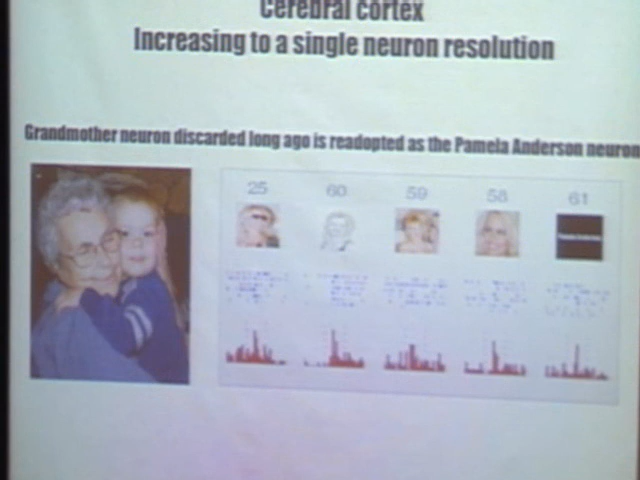 Cerebral cortex
Increasing to a single neuron resolution
Grandmother neuron discarded long ago is readopted as the Pamela Anderson neuron
25 60 59 58 61